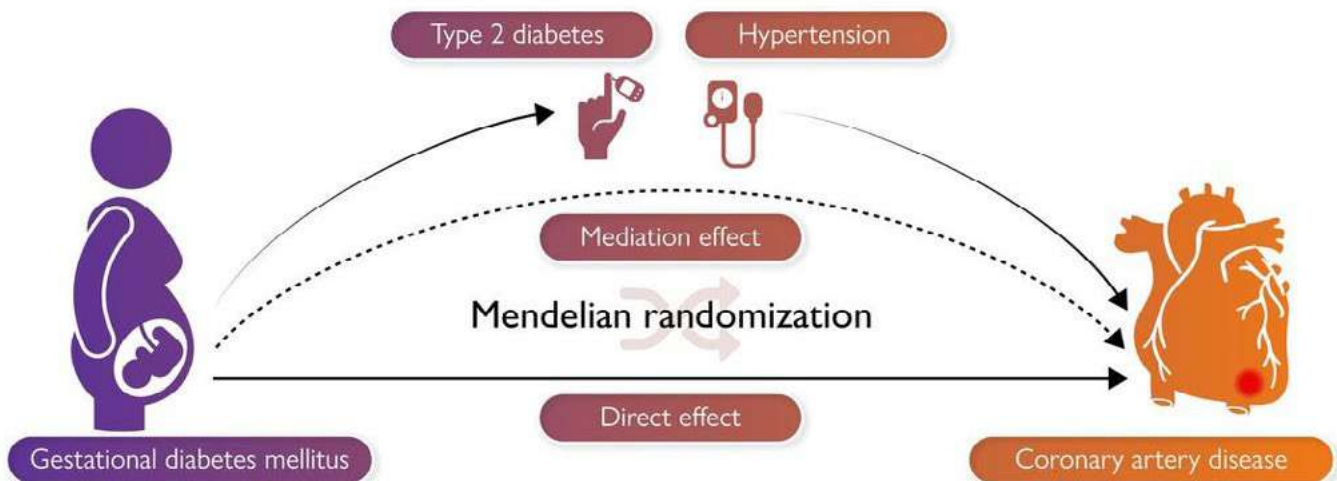 Type 2 diabetes
Hypertension
Mediation effect
Mendelian randomization
Direct effect
Gestational diabetes mellitus
Coronary artery disease